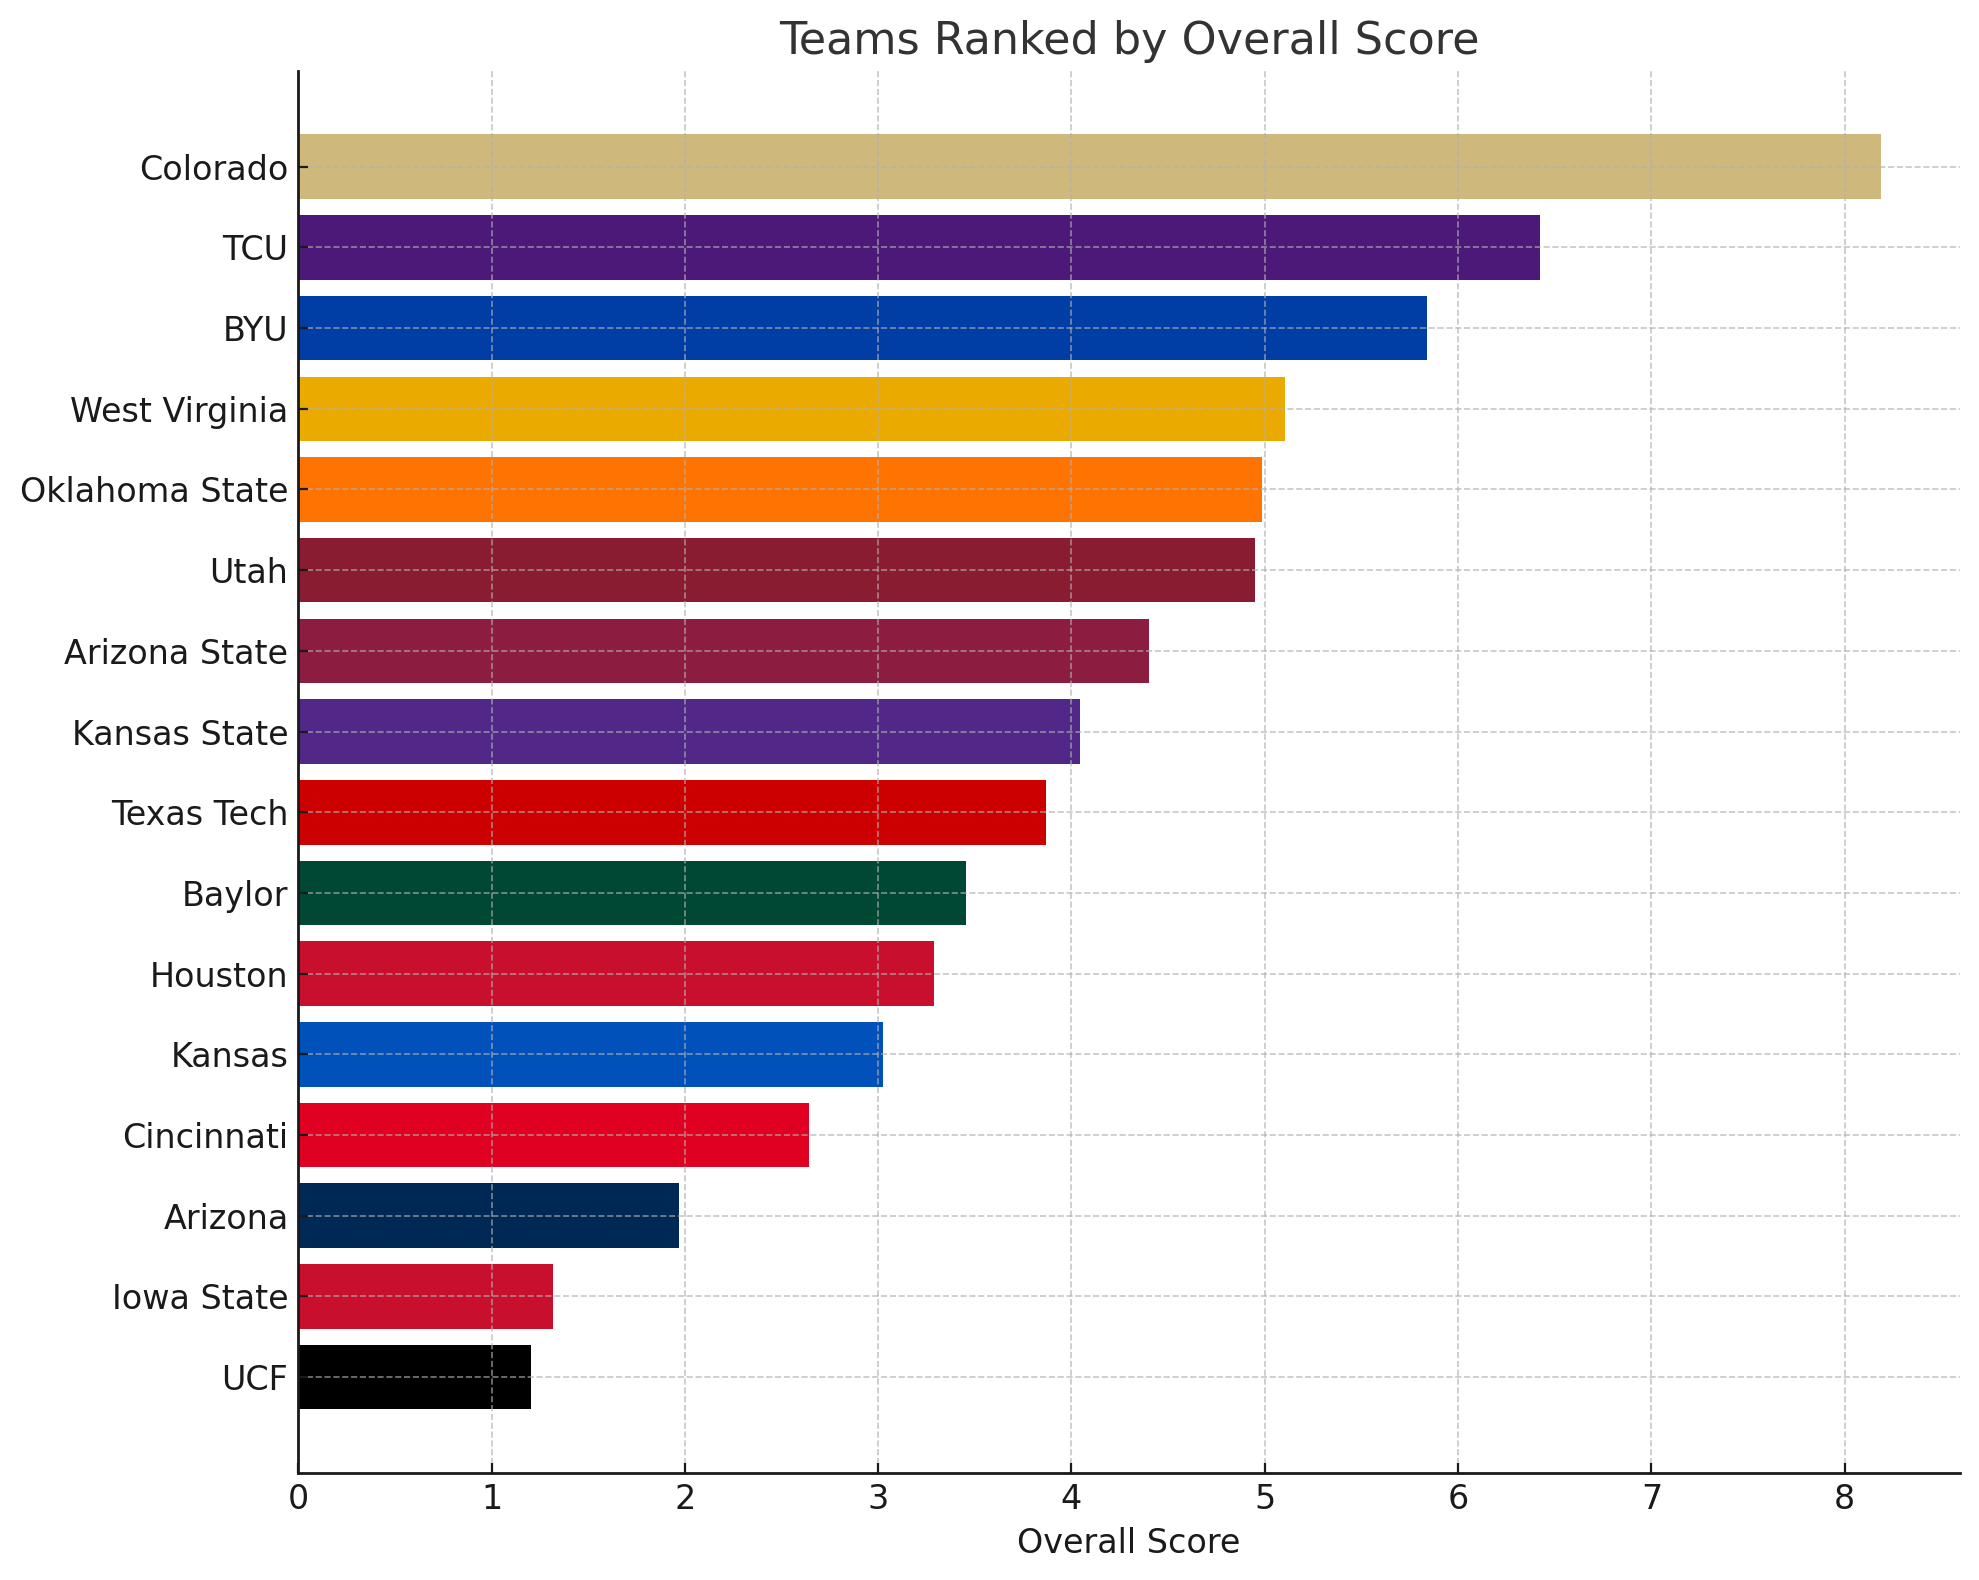 Teams Ranked by Overall Score
Colorado
TCU
BYU
West Virginia
Oklahoma State
Utah
Arizona State
Kansas State
Texas Tech
Baylor
Houston
Kansas
Cincinnati
Arizona
Iowa State
UCF
0 1 2 3 4 5 6 7 8
Overall Score